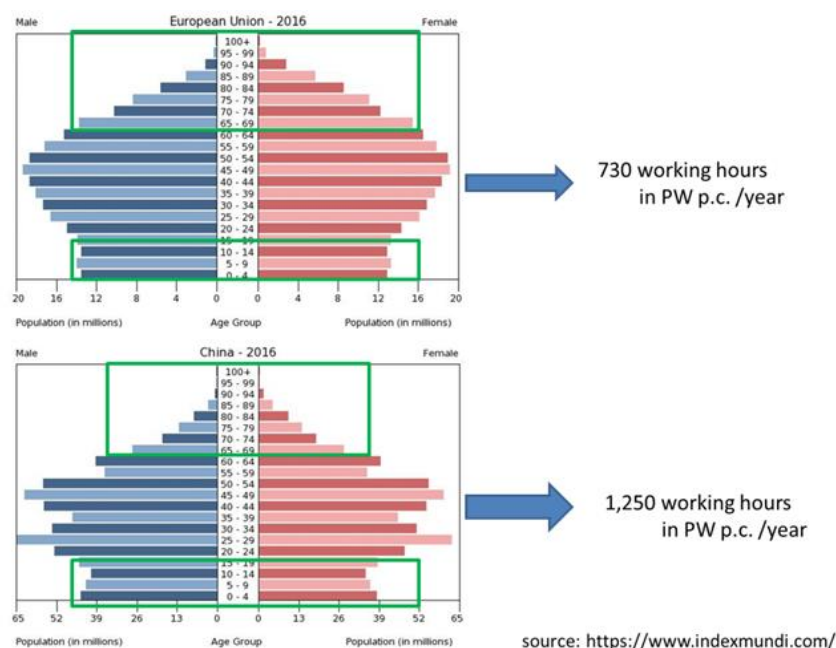 European Union - 2016
Male
Female
100+
95 - 99
90 - 94
85 - 89
80 - 84
75 - 79
70 - 74
65 - 69
60 - 64
55 - 59
50 - 54
45 - 49
40 - 44
35 - 39
30 - 34
25 - 29
20 - 24
15 - 19
10 - 14
5 - 9
0 - 4
20 16 12 8 4 0 0 4 8 12 16 20
Population (in millions) Age Group Population (in millions)
730 working hours
in PW p.c. /year
China - 2016
Male
Female
100+
95 - 99
90 - 94
85 - 89
80 - 84
75 - 79
70 - 74
65 - 69
60 - 64
55 - 59
50 - 54
45 - 49
40 - 44
35 - 39
30 - 34
25 - 29
20 - 24
15 - 19
10 - 14
5 - 9
0 - 4
65 52 39 26 13 0 0 13 26 39 52 65
Population (in millions) Age Group Population (in millions)
1,250 working hours
in PW p.c. /year
source: https://www.indexmundi.com/